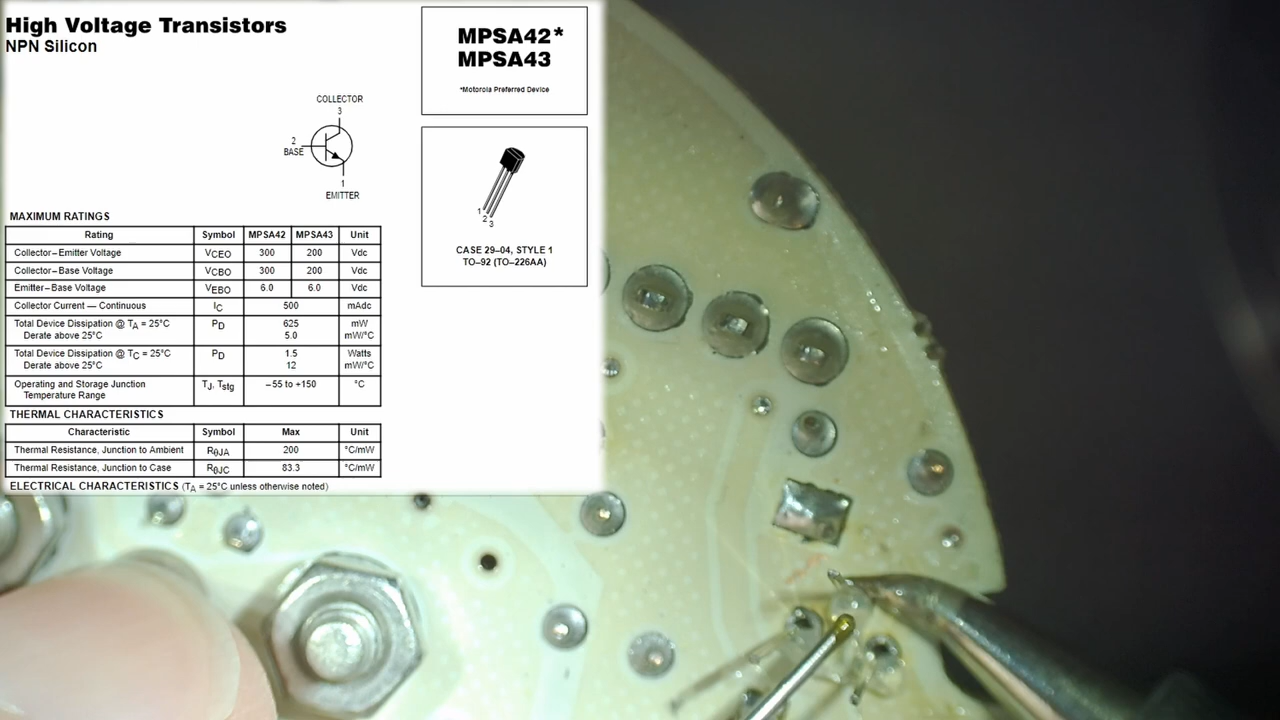 High Voltage Transistors
NPN Silicon
MPSA42*
MPSA43
*Motorola Preferred Device
COLLECTOR
3
2
BASE
1
EMITTER
1
2
3
CASE 29–04, STYLE 1
TO–92 (TO–226AA)
MAXIMUM RATINGS
Rating Symbol MPSA42 MPSA43 Unit
Collector–Emitter Voltage VCEO 300 200 Vdc
Collector–Base Voltage VCBO 300 200 Vdc
Emitter–Base Voltage VEBO 6.0 6.0 Vdc
Collector Current — Continuous IC 500 mAdc
Total Device Dissipation @ TA = 25°C PD 625 mW
Derate above 25°C 5.0 mW/°C
Total Device Dissipation @ TC = 25°C PD 1.5 Watts
Derate above 25°C 12 mW/°C
Operating and Storage Junction TJ, Tstg –55 to +150 °C
Temperature Range
THERMAL CHARACTERISTICS
Characteristic Symbol Max Unit
Thermal Resistance, Junction to Ambient RθJA 200 °C/mW
Thermal Resistance, Junction to Case RθJC 83.3 °C/mW
ELECTRICAL CHARACTERISTICS (TA = 25°C unless otherwise noted)